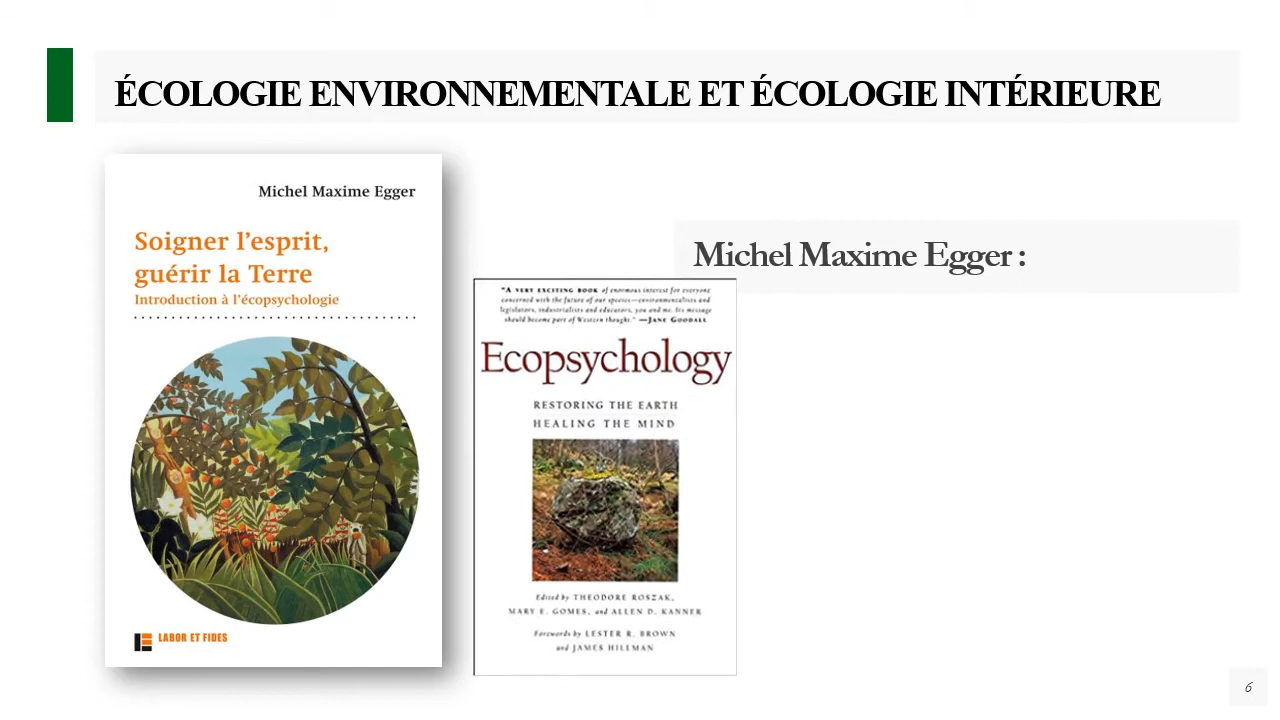 ÉCOLOGIE ENVIRONNEMENTALE ET ÉCOLOGIE INTÉRIEURE
Michel Maxime Egger
Soigner l'esprit,
guérir la Terre
Introduction à l'écopsychologie
LABOR ET FIDES
"A VERY EXCITING BOOK of enormous interest for everyone
concerned with the future of our species—environmentalists and
legislators, industrialists and educators, you and me. Its message
should become part of Western thought." —JANE GOODALL
Ecopsychology
RESTORING THE EARTH
HEALING THE MIND
Edited by THEODORE ROSZAK,
MARY E. GOMES, and ALLEN D. KANNER
Forewords by LESTER R. BROWN
and JAMES HILLMAN
Michel Maxime Egger :
6